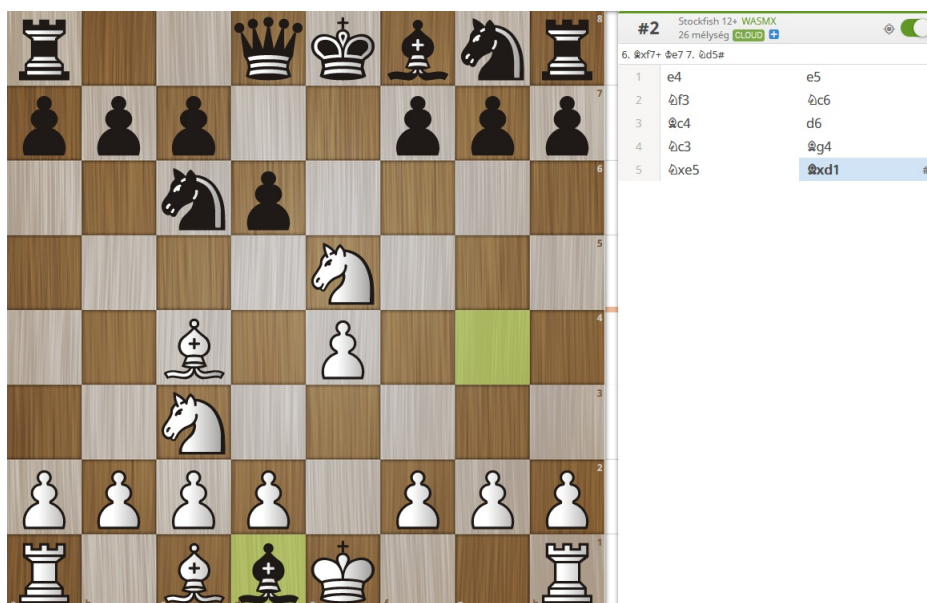 8
7
6
5
4
3
2
1
#2
Stockfish 12+ WASMX
26 mélység CLOUD
6. ♗xf7+ ♔e7 7. ♘d5#
1 e4 e5
2 ♘f3 ♘c6
3 ♗c4 d6
4 ♘c3 ♗g4
5 ♘xe5 ♗xd1 #